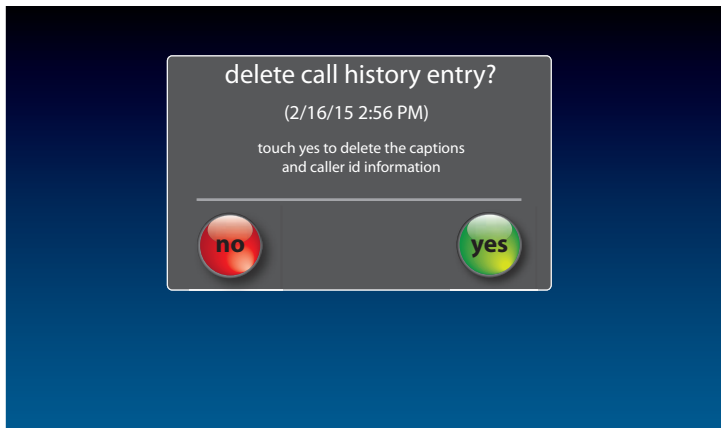 delete call history entry?
(2/16/15 2:56 PM)
touch yes to delete the captions
and caller id information
no
yes